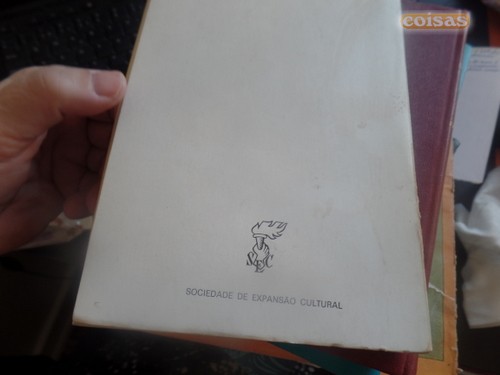 coisas
SOCIEDADE DE EXPANSÃO CULTURAL